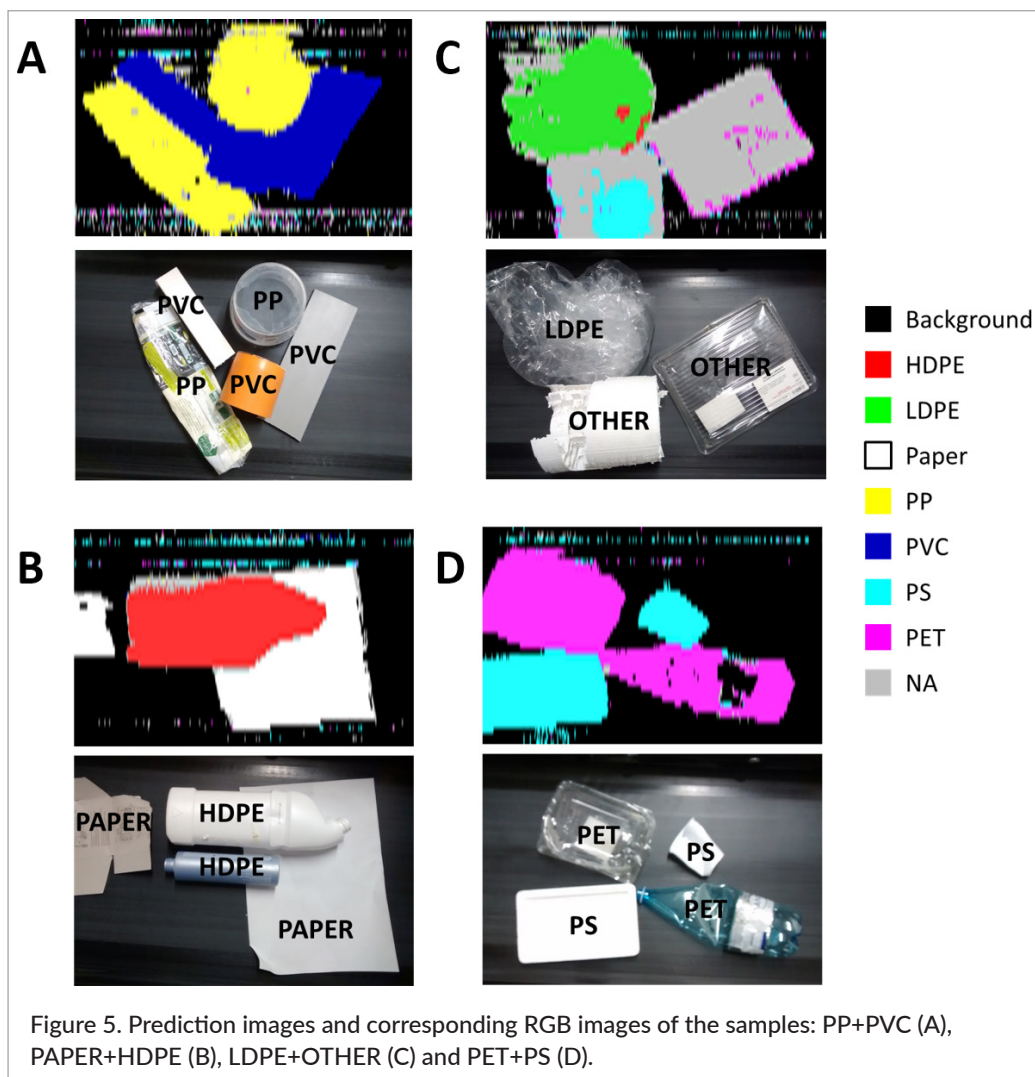 A
C
PVC
PP
PVC
PP
PVC
LDPE
OTHER
OTHER
Background
HDPE
LDPE
Paper
PP
PVC
PS
PET
NA
B
D
PAPER
HDPE
HDPE
PAPER
PET
PS
PET
PS
Figure 5. Prediction images and corresponding RGB images of the samples: PP+PVC (A),
PAPER+HDPE (B), LDPE+OTHER (C) and PET+PS (D).